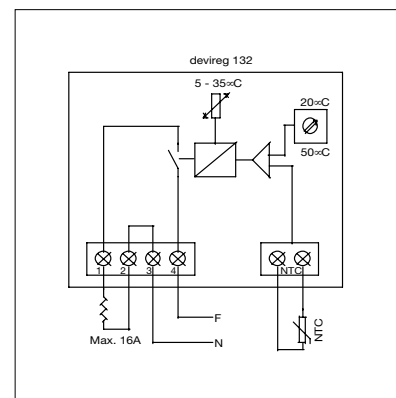 devireg 132
5 - 35∞C
20∞C
50∞C
1 2 3 4
NTC
F
N
Max. 16A
NTC